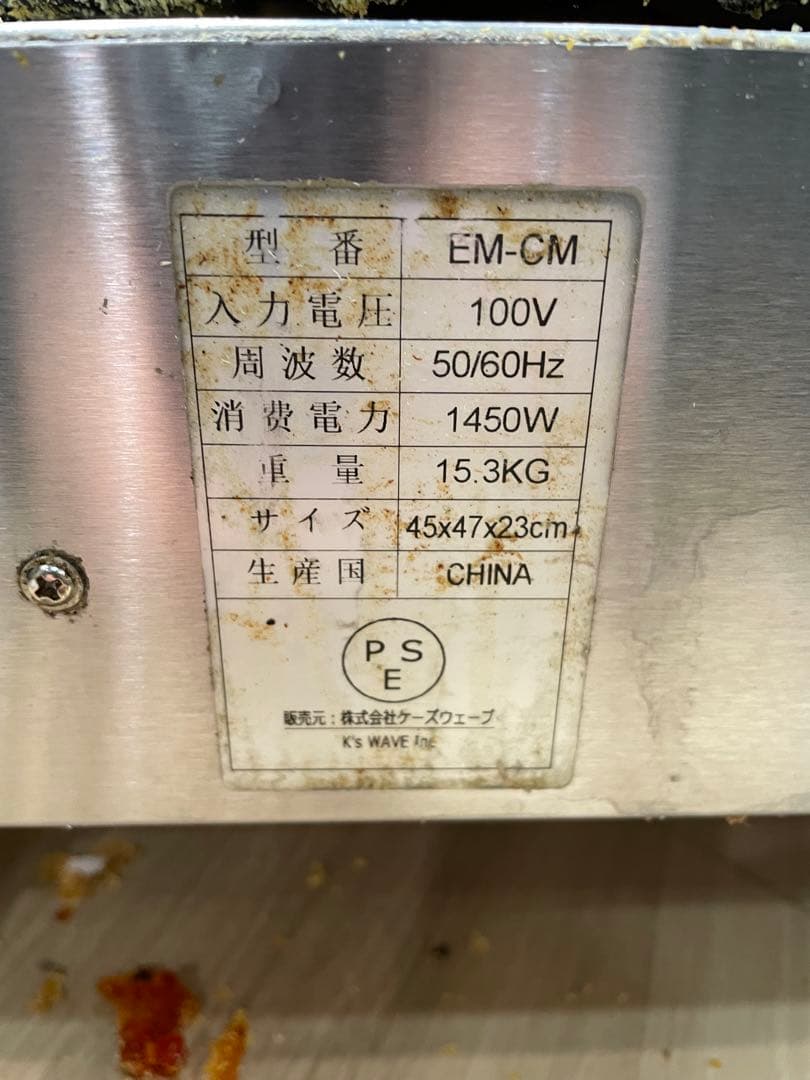 型番 EM-CM
入力電圧 100V
周波数 50/60Hz
消費電力 1450W
重量 15.3KG
サイズ 45x47x23cm
生産国 CHINA
PSE
販売元：株式会社ケーズウェーブ
K's WAVE Inc.